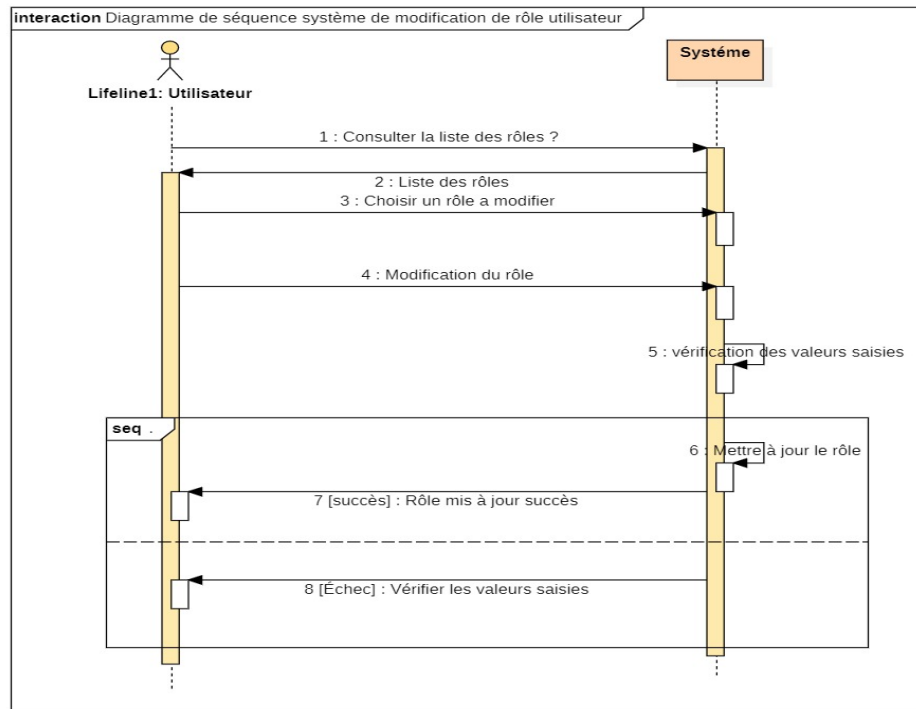 interaction Diagramme de séquence système de modification de rôle utilisateur
Systéme
Lifeline1: Utilisateur
1 : Consulter la liste des rôles ?
2 : Liste des rôles
3 : Choisir un rôle a modifier
4 : Modification du rôle
5 : vérification des valeurs saisies
seq .
6 : Mettre à jour le rôle
7 [succès] : Rôle mis à jour succès
8 [Échec] : Vérifier les valeurs saisies